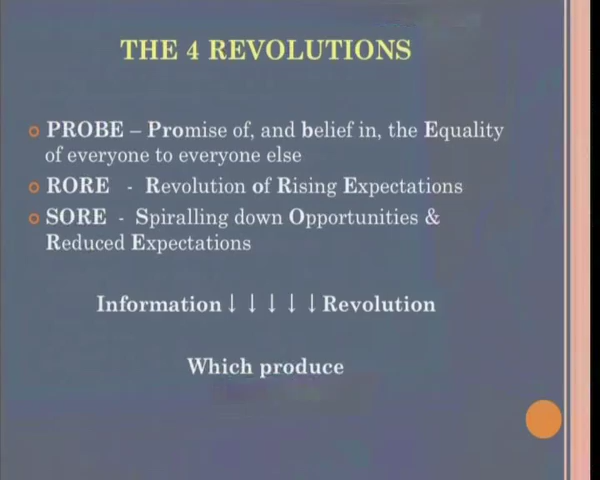 THE 4 REVOLUTIONS
PROBE – Promise of, and belief in, the Equality
of everyone to everyone else
RORE - Revolution of Rising Expectations
SORE - Spiralling down Opportunities &
Reduced Expectations
Information ↓ ↓ ↓ ↓ ↓ Revolution
Which produce